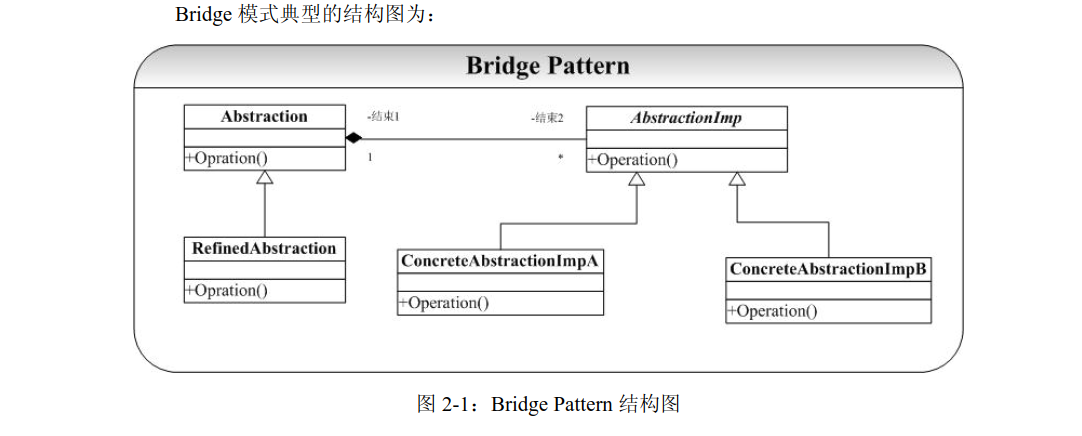 Bridge 模式典型的结构图为：
Bridge Pattern
Abstraction
+Opration()
-结束1
1
-结束2
*
AbstractionImp
+Operation()
RefinedAbstraction
+Opration()
ConcreteAbstractionImpA
+Operation()
ConcreteAbstractionImpB
+Operation()
图 2-1：Bridge Pattern 结构图